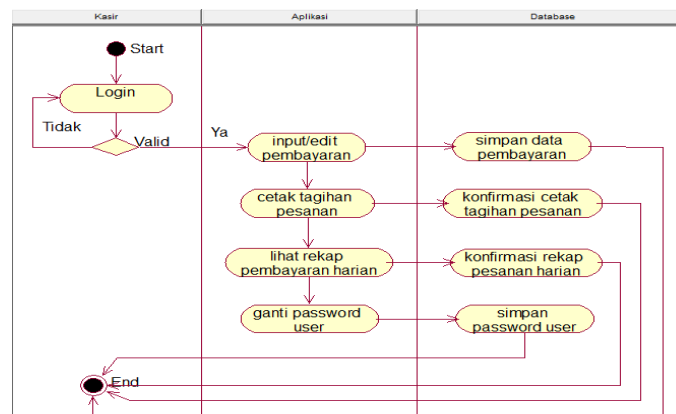 Kasir
Aplikasi
Database
Start
Login
Tidak
Valid
Ya
input/edit
pembayaran
simpan data
pembayaran
cetak tagihan
pesanan
konfirmasi cetak
tagihan pesanan
lihat rekap
pembayaran harian
konfirmasi rekap
pesanan harian
ganti password
user
simpan
password user
End